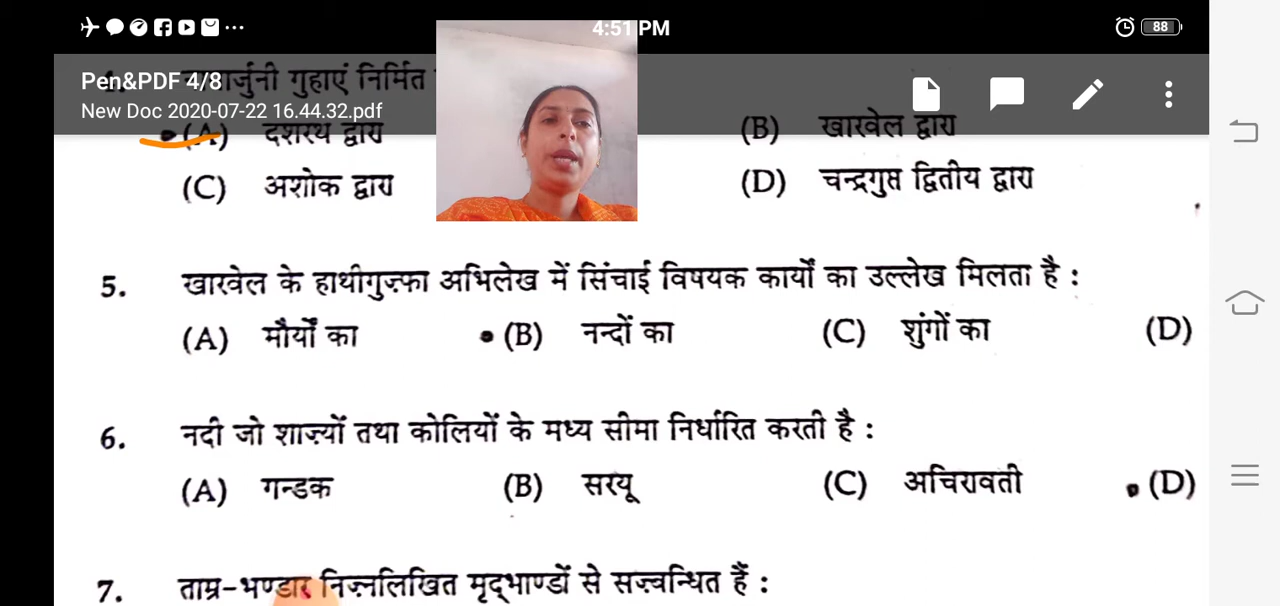 4:51 PM
88
Pen&PDF 4/8
New Doc 2020-07-22 16.44.32.pdf
गुहाएं निर्मित
(A) दशरथ द्वारा (B) खारवेल द्वारा
(C) अशोक द्वारा (D) चन्द्रगुप्त द्वितीय द्वारा
5. खारवेल के हाथीगुज़्फा अभिलेख में सिंचाई विषयक कार्यों का उल्लेख मिलता है :
(A) मौर्यों का (B) नन्दों का (C) शुंगों का (D)
6. नदी जो शाज़्यों तथा कोलियों के मध्य सीमा निर्धारित करती है :
(A) गन्डक (B) सरयू (C) अचिरावती (D)
7. ताम्र-भण्डार निज़्नलिखित मृद्भाण्डों से सज़्बन्धित हैं :